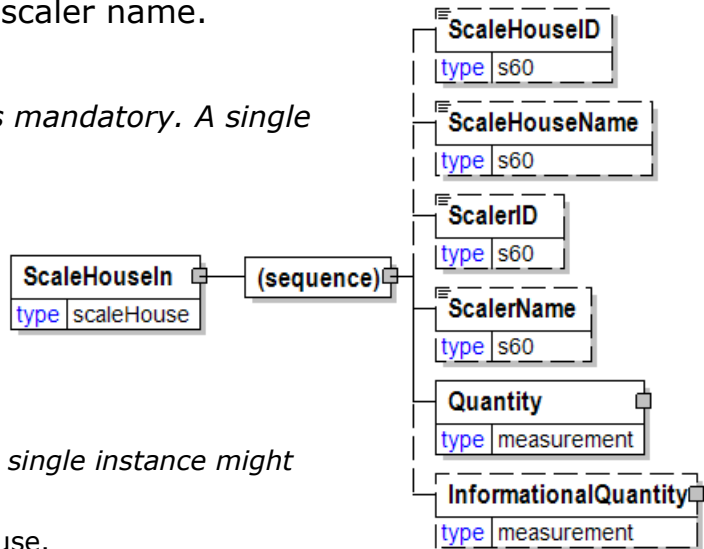 scaler name.
s mandatory. A single
single instance might
use.
ScaleHouseIn
type scaleHouse
(sequence)
ScaleHouseID
type s60
ScaleHouseName
type s60
ScalerID
type s60
ScalerName
type s60
Quantity
type measurement
InformationalQuantity
type measurement